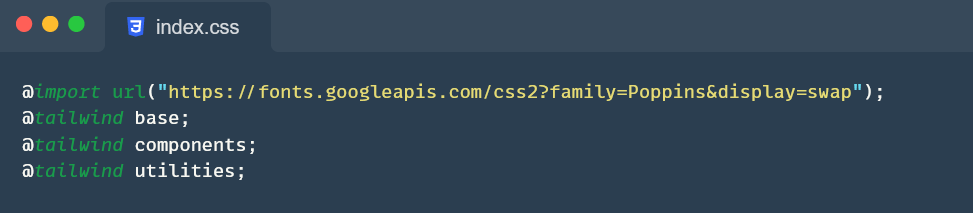 index.css
@import url("https://fonts.googleapis.com/css2?family=Poppins&display=swap");
@tailwind base;
@tailwind components;
@tailwind utilities;